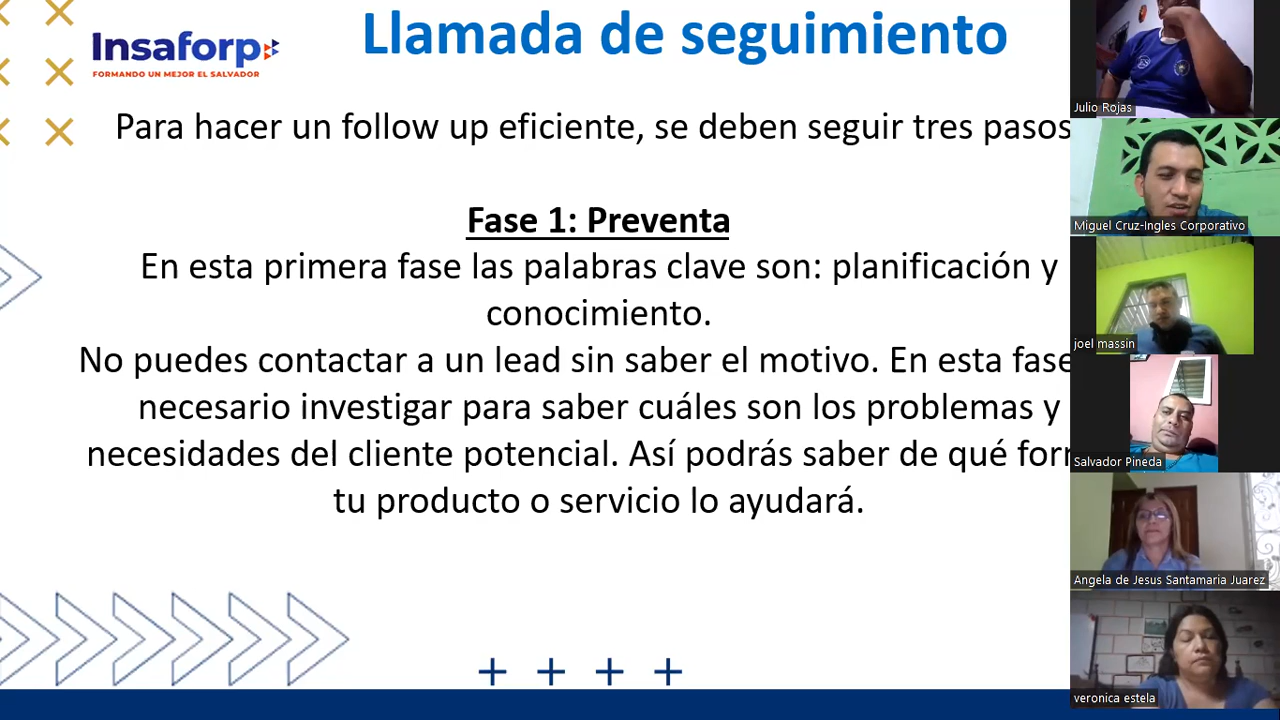 Insaforp
FORMANDO UN MEJOR EL SALVADOR
Llamada de seguimiento
Para hacer un follow up eficiente, se deben seguir tres pasos
Fase 1: Preventa
En esta primera fase las palabras clave son: planificación y
conocimiento.
No puedes contactar a un lead sin saber el motivo. En esta fase
necesario investigar para saber cuáles son los problemas y
necesidades del cliente potencial. Así podrás saber de qué
tu producto o servicio lo ayudará.
Julio Rojas
Miguel Cruz-Ingles Corporativo
joel massin
Salvador Pineda
Angela de Jesus Santamaria Juarez
veronica estela